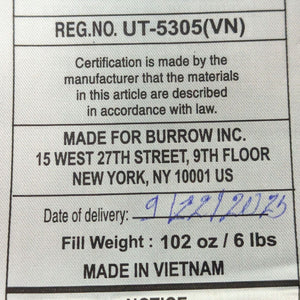 REG.NO. UT-5305(VN)
Certification is made by the
manufacturer that the materials
in this article are described
in accordance with law.
MADE FOR BURROW INC.
15 WEST 27TH STREET, 9TH FLOOR
NEW YORK, NY 10001 US
Date of delivery: 9/22/2025
Fill Weight : 102 oz / 6 lbs
MADE IN VIETNAM
NOTICE